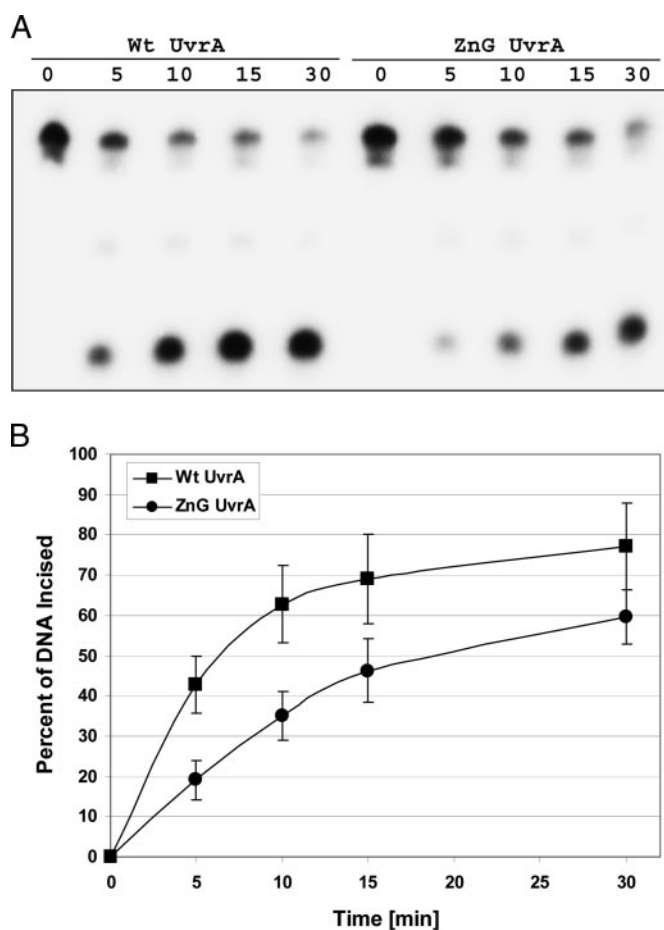 A
Wt UvrA ZnG UvrA
0 5 10 15 30 0 5 10 15 30
B
100
90
80
70
60
50
40
30
20
10
0
Wt UvrA
ZnG UvrA
Percent of DNA Incised
0 5 10 15 20 25 30
Time [min]